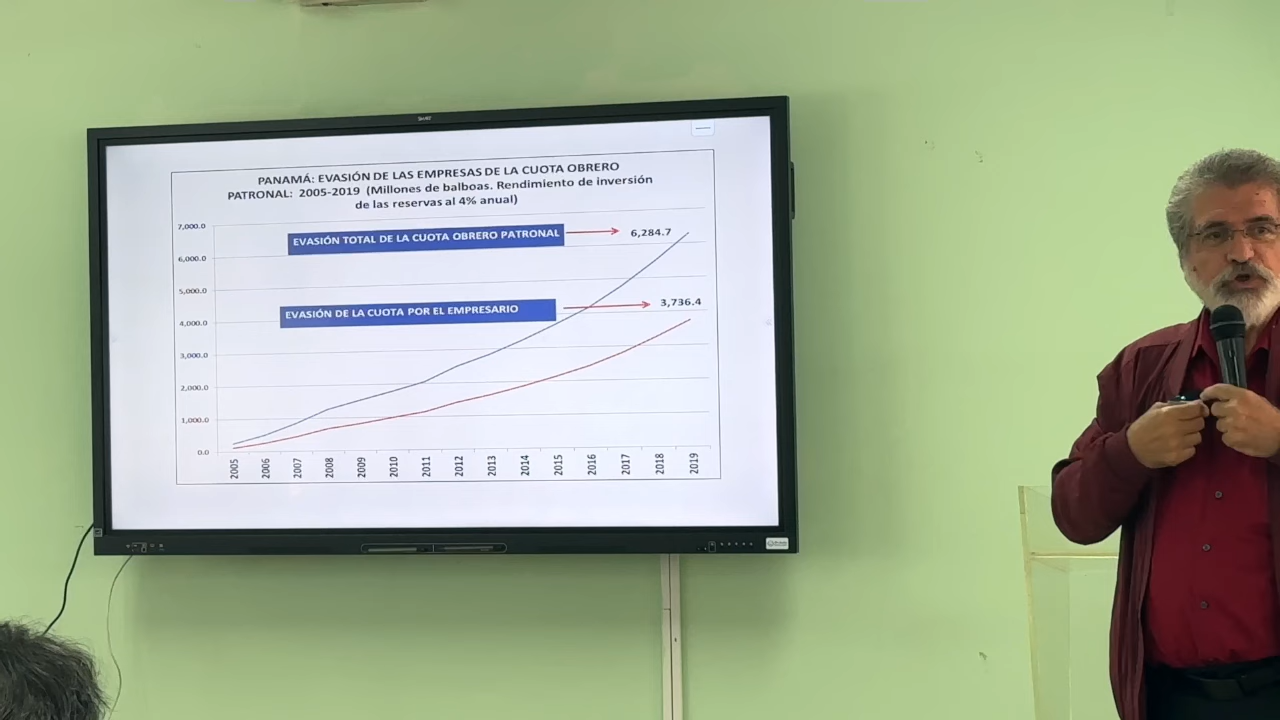 PANAMÁ: EVASIÓN DE LAS EMPRESAS DE LA CUOTA OBRERO
PATRONAL: 2005-2019 (Millones de balboas. Rendimiento de inversión
de las reservas al 4% anual)
7,000.0
EVASIÓN TOTAL DE LA CUOTA OBRERO PATRONAL
6,284.7
6,000.0
5,000.0
EVASIÓN DE LA CUOTA POR EL EMPRESARIO
3,736.4
4,000.0
3,000.0
2,000.0
1,000.0
0.0
2005 2006 2007 2008 2009 2010 2011 2012 2013 2014 2015 2016 2017 2018 2019